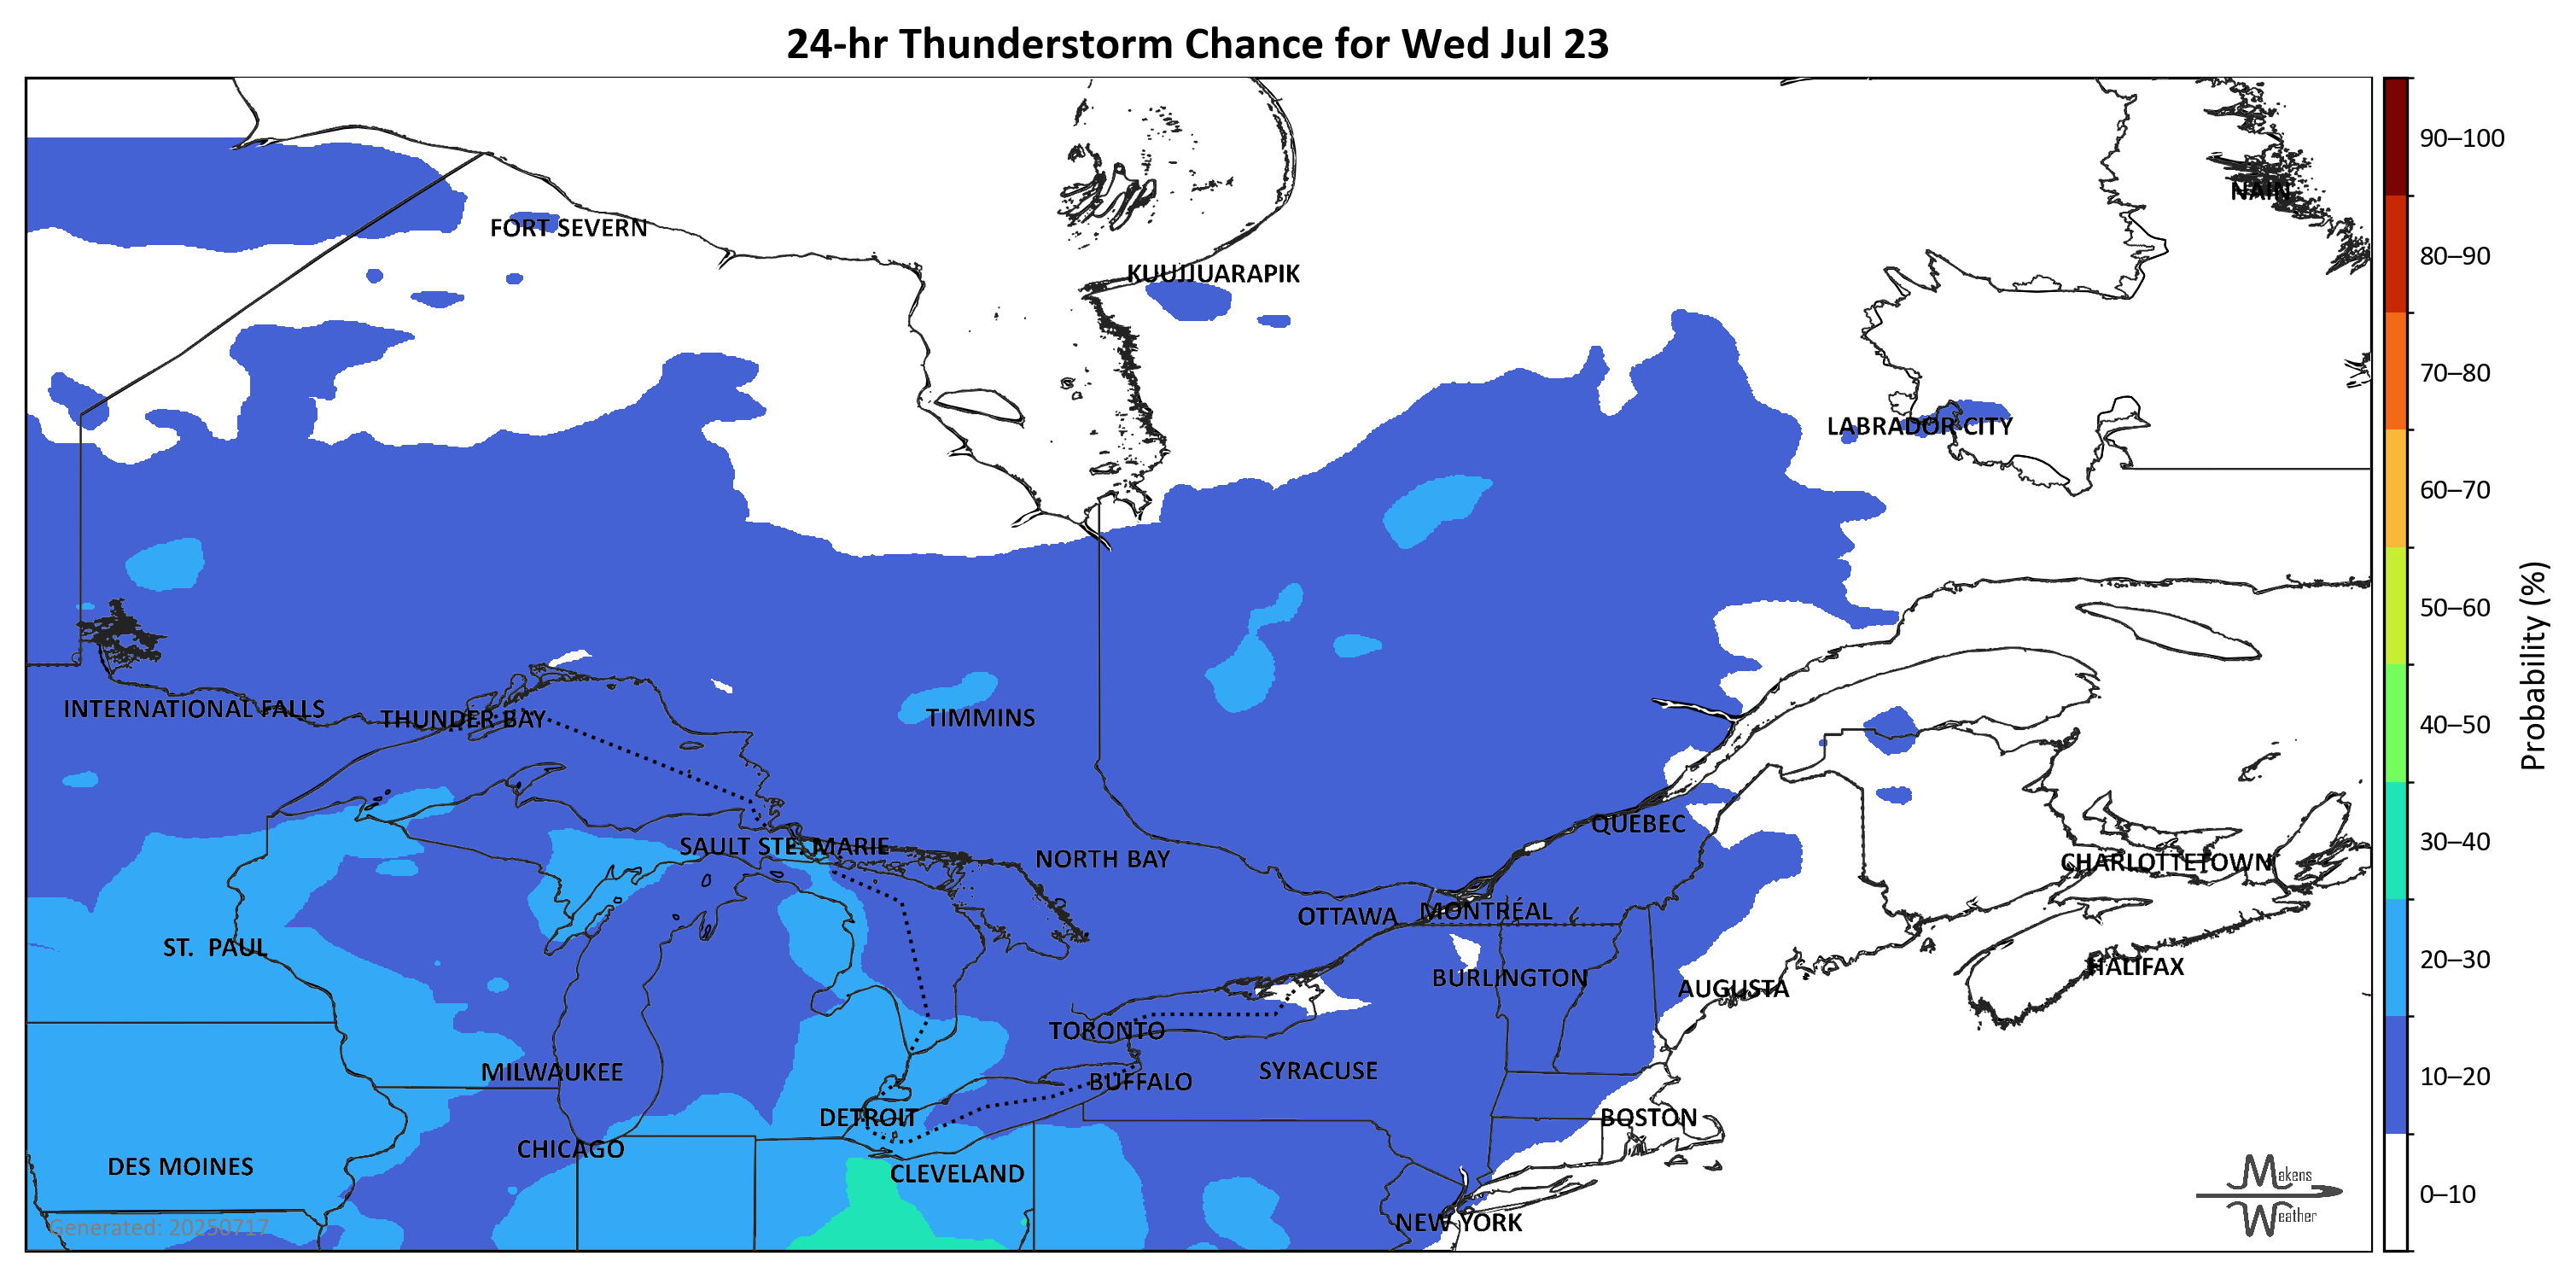 24-hr Thunderstorm Chance for Wed Jul 23
90–100
NAIN
FORT SEVERN
80–90
KUUJJUARAPIK
70–80
LABRADOR CITY
60–70
50–60
Probability (%)
INTERNATIONAL FALLS
THUNDER BAY
TIMMINS
40–50
QUEBEC
SAULT STE. MARIE
30–40
NORTH BAY
CHARLOTTETOWN
OTTAWA
MONTRÉAL
ST. PAUL
20–30
HALIFAX
BURLINGTON
AUGUSTA
TORONTO
MILWAUKEE
SYRACUSE
10–20
BUFFALO
DETROIT
BOSTON
CHICAGO
DES MOINES
CLEVELAND
Makens
Weather
0–10
NEW YORK
Generated: 20250717